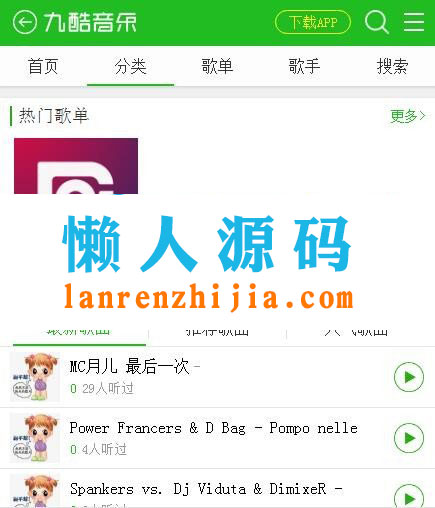 九酷音乐 下载APP
首页 分类 歌单 歌手 搜索
热门歌单 更多>
懒人源码
lanrenzhijia.com
最新歌曲 推荐歌曲 人气歌曲
MC月儿 最后一次 -
0 29人听过
Power Francers & D Bag - Pompo nelle
0 4人听过
Spankers vs. Dj Viduta & DimixeR -